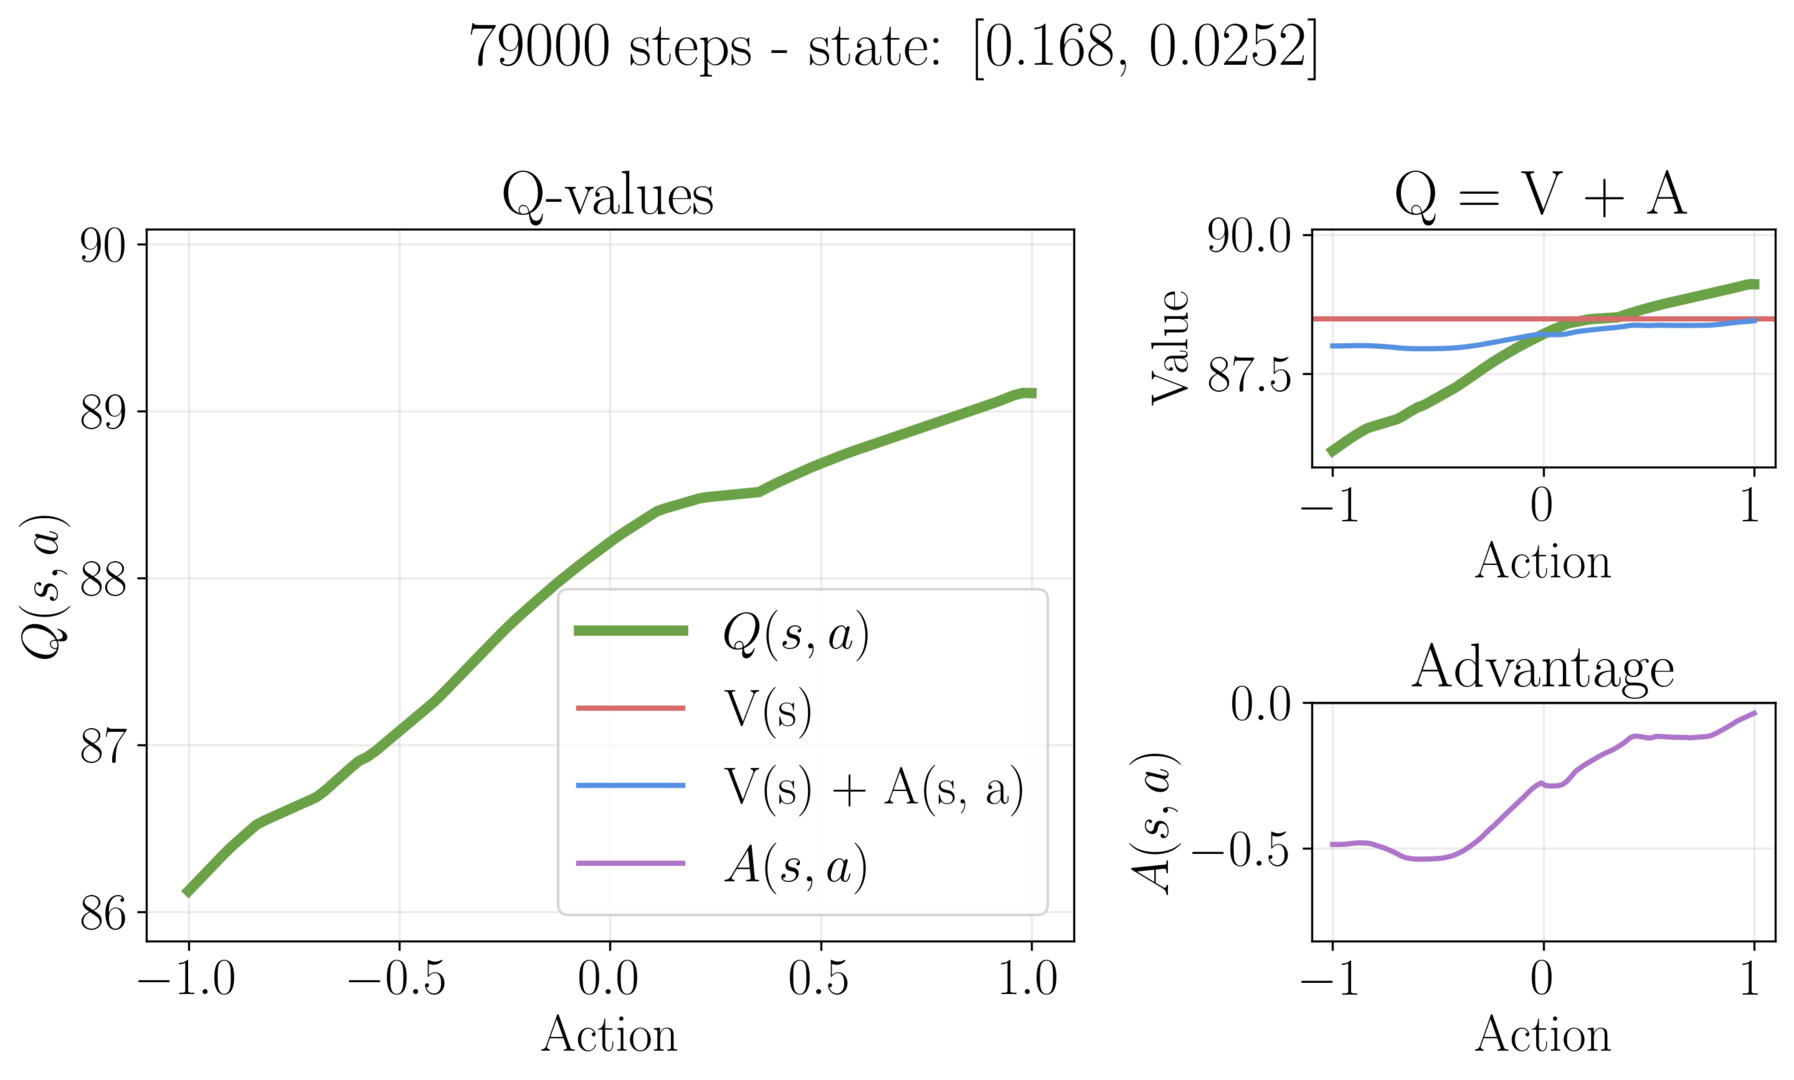 79000 steps - state: [0.168, 0.0252]
Q-values
90
89
88
87
86
Q(s, a)
−1.0
−0.5
0.0
0.5
1.0
Action
Q(s, a)
V(s)
V(s) + A(s, a)
A(s, a)
Q = V + A
90.0
87.5
Value
−1
0
1
Action
Advantage
0.0
−0.5
A(s, a)
−1
0
1
Action